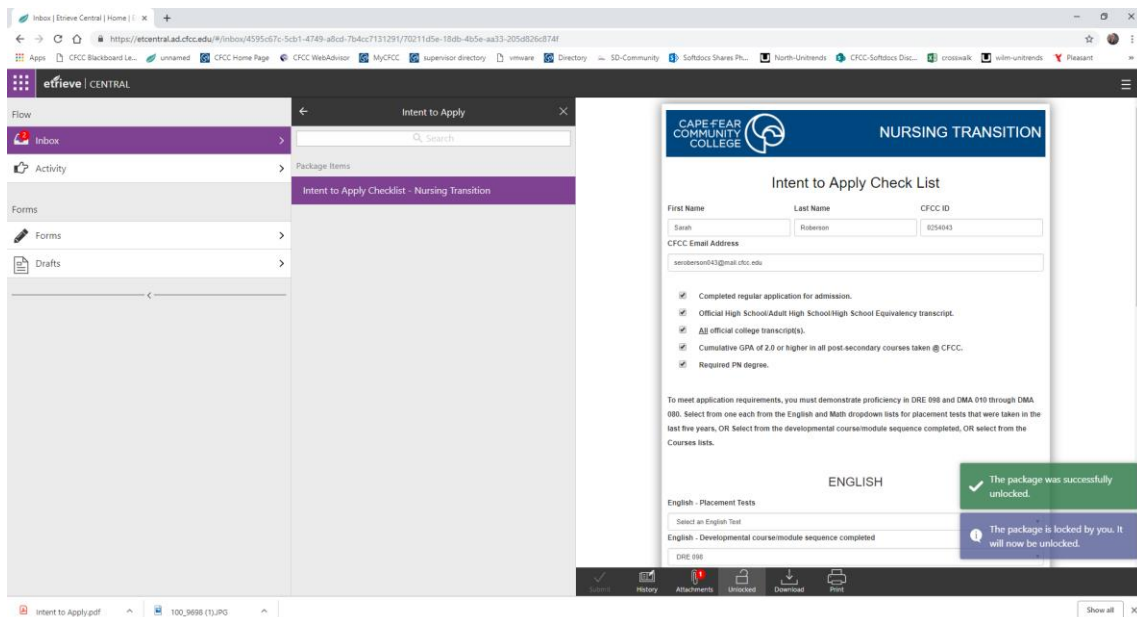 Inbox | Etrieve Central | Home |
https://etcentral.ad.cfcc.edu/#/inbox/4595c67c-5cb1-4749-a8cd-7b4cc7131291/70211d5e-18db-4b5e-aa33-205d826c874f
Apps CFCC Blackboard Le... unnamed CFCC Home Page CFCC WebAdvisor MyCFCC supervisor directory vmware Directory SD-Community Softdocs Shares Ph... North-Unitrends CFCC-Softdocs Disc... crosswalk wilm-unitrends Pleasant
etrieve | CENTRAL
Flow
2
Inbox
Activity
Forms
Forms
Drafts
Intent to Apply
Search
Package Items
Intent to Apply Checklist - Nursing Transition
CAPE FEAR
COMMUNITY
COLLEGE
NURSING TRANSITION
Intent to Apply Check List
First Name Last Name CFCC ID
Sarah Roberson 0254043
CFCC Email Address
seroberson043@mail.cfcc.edu
Completed regular application for admission.
Official High School/Adult High School/High School Equivalency transcript.
All official college transcript(s).
Cumulative GPA of 2.0 or higher in all post-secondary courses taken @ CFCC.
Required PN degree.
To meet application requirements, you must demonstrate proficiency in DRE 098 and DMA 010 through DMA
080. Select from one each from the English and Math dropdown lists for placement tests that were taken in the
last five years, OR Select from the developmental course/module sequence completed, OR select from the
Courses lists.
ENGLISH
English - Placement Tests
Select an English Test
English - Developmental course/module sequence completed
DRE 098
The package was successfully
unlocked.
The package is locked by you. It
will now be unlocked.
1
Submit History Attachments Unlocked Download Print
Intent to Apply.pdf 100_9698 (1).JPG Show all